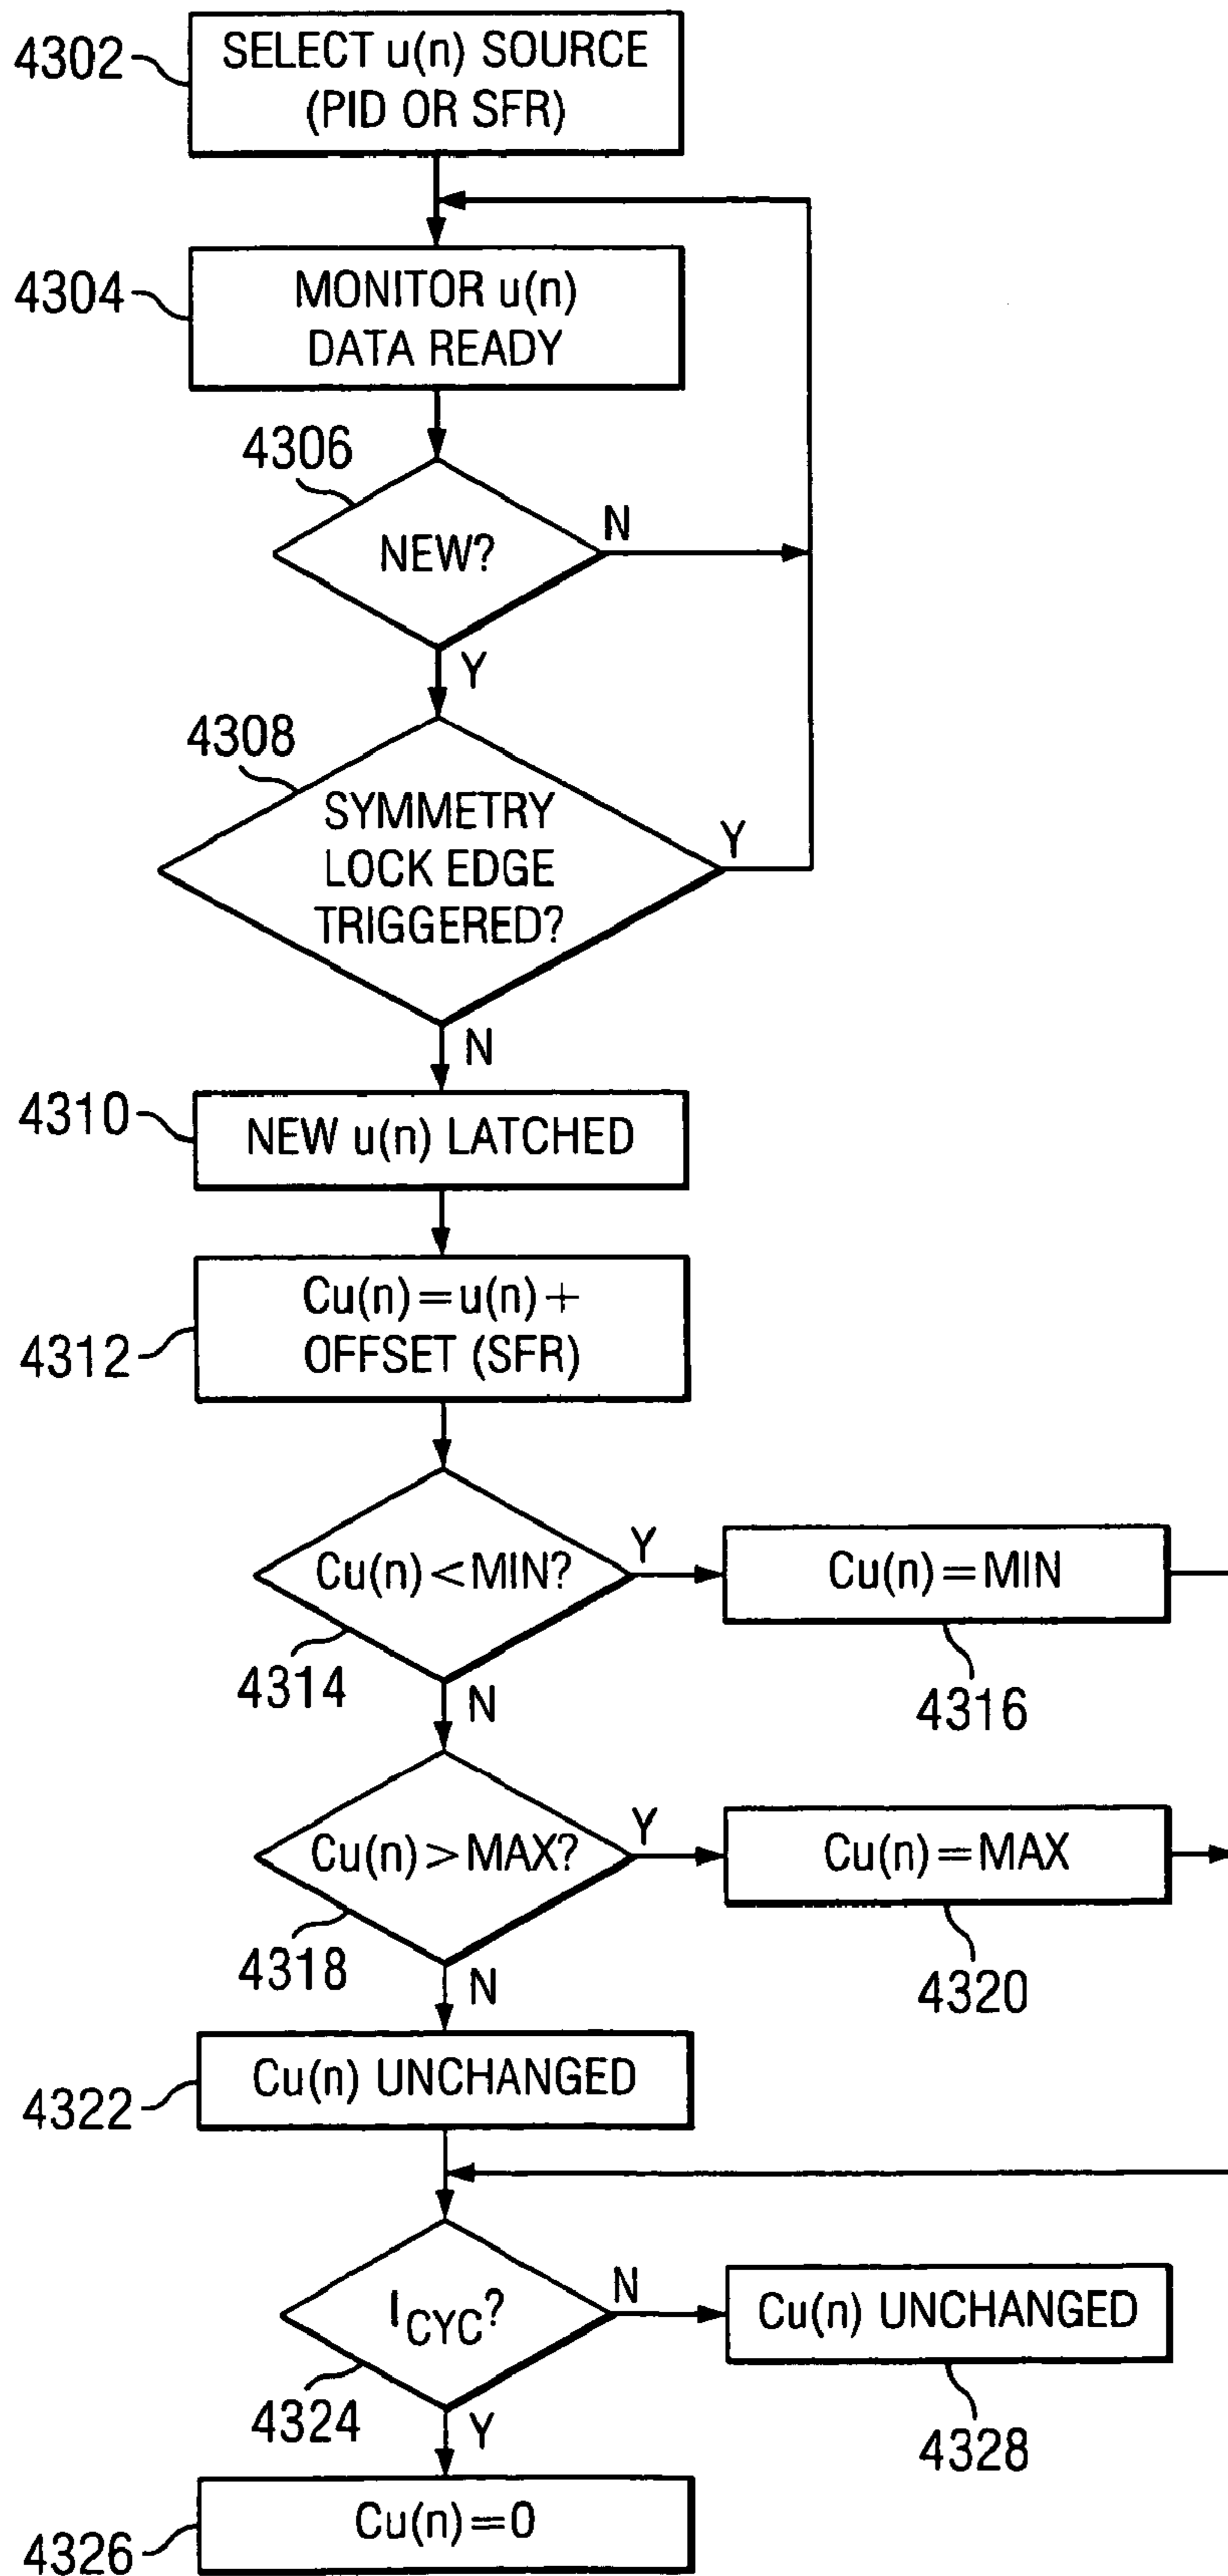 4302
SELECT u(n) SOURCE
(PID OR SFR)
4304
MONITOR u(n)
DATA READY
4306
NEW?
N
Y
4308
SYMMETRY
LOCK EDGE
TRIGGERED?
Y
N
4310
NEW u(n) LATCHED
4312
Cu(n)=u(n)+
OFFSET (SFR)
Cu(n)<MIN?
Y
Cu(n)=MIN
4314
N
4316
Cu(n)>MAX?
Y
Cu(n)=MAX
4318
N
4320
Cu(n) UNCHANGED
4322
ICYC?
N
Cu(n) UNCHANGED
4324
Y
4328
Cu(n)=0
4326